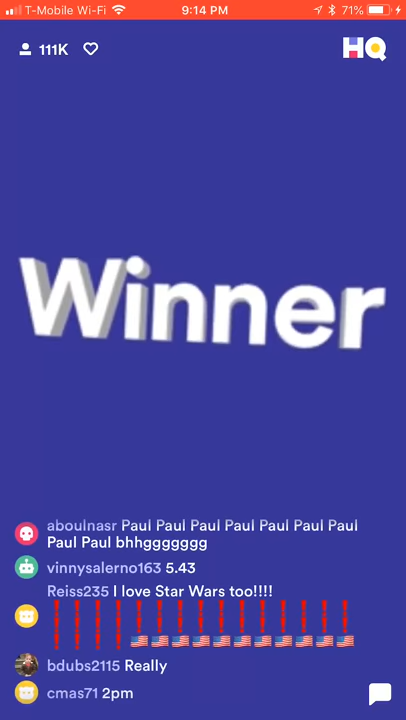 T-Mobile Wi-Fi 9:14 PM 71%
111K HQ
Winner
aboulnasr Paul Paul Paul Paul Paul Paul Paul
Paul Paul bhhggggggg
vinnysalerno163 5.43
Reiss235 I love Star Wars too!!!!
❗❗❗❗❗❗❗❗❗❗❗❗❗❗❗
❗❗❗❗🇺🇸🇺🇸🇺🇸🇺🇸🇺🇸🇺🇸🇺🇸🇺🇸🇺🇸🇺🇸🇺🇸
bdubs2115 Really
cmas71 2pm